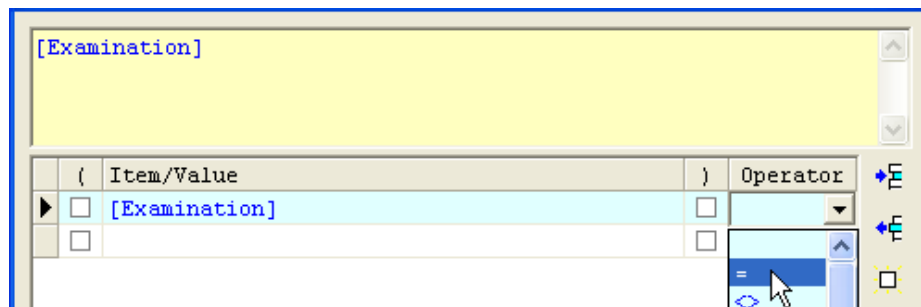 [Examination]
( Item/Value ) Operator
[Examination]
=
<>